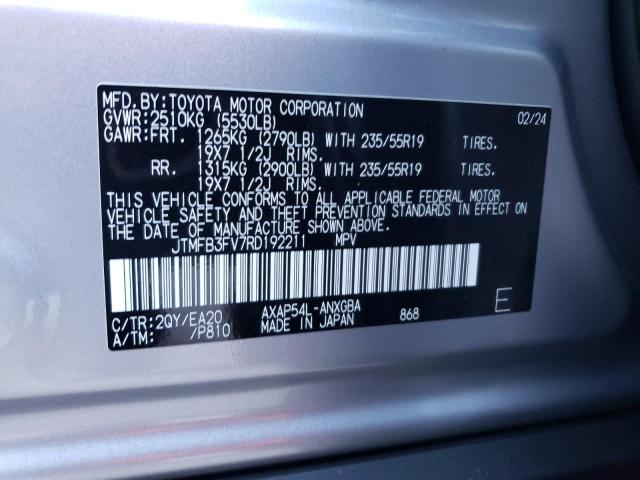 MFD. BY: TOYOTA MOTOR CORPORATION 02/24
GVWR: 2510KG (5530LB)
GAWR: FRT. 1265KG (2790LB) WITH 235/55R19 TIRES.
19X7 1/2J RIMS.
RR. 1315KG (2900LB) WITH 235/55R19 TIRES.
19X7 1/2J RIMS.
THIS VEHICLE CONFORMS TO ALL APPLICABLE FEDERAL MOTOR
VEHICLE SAFETY AND THEFT PREVENTION STANDARDS IN EFFECT ON
THE DATE OF MANUFACTURE SHOWN ABOVE.
JTMFB3FV7RD192211 MPV
C/TR: 2QY/EA20 AXAP54L-ANXGBA 868 E
A/TM: /P810 MADE IN JAPAN